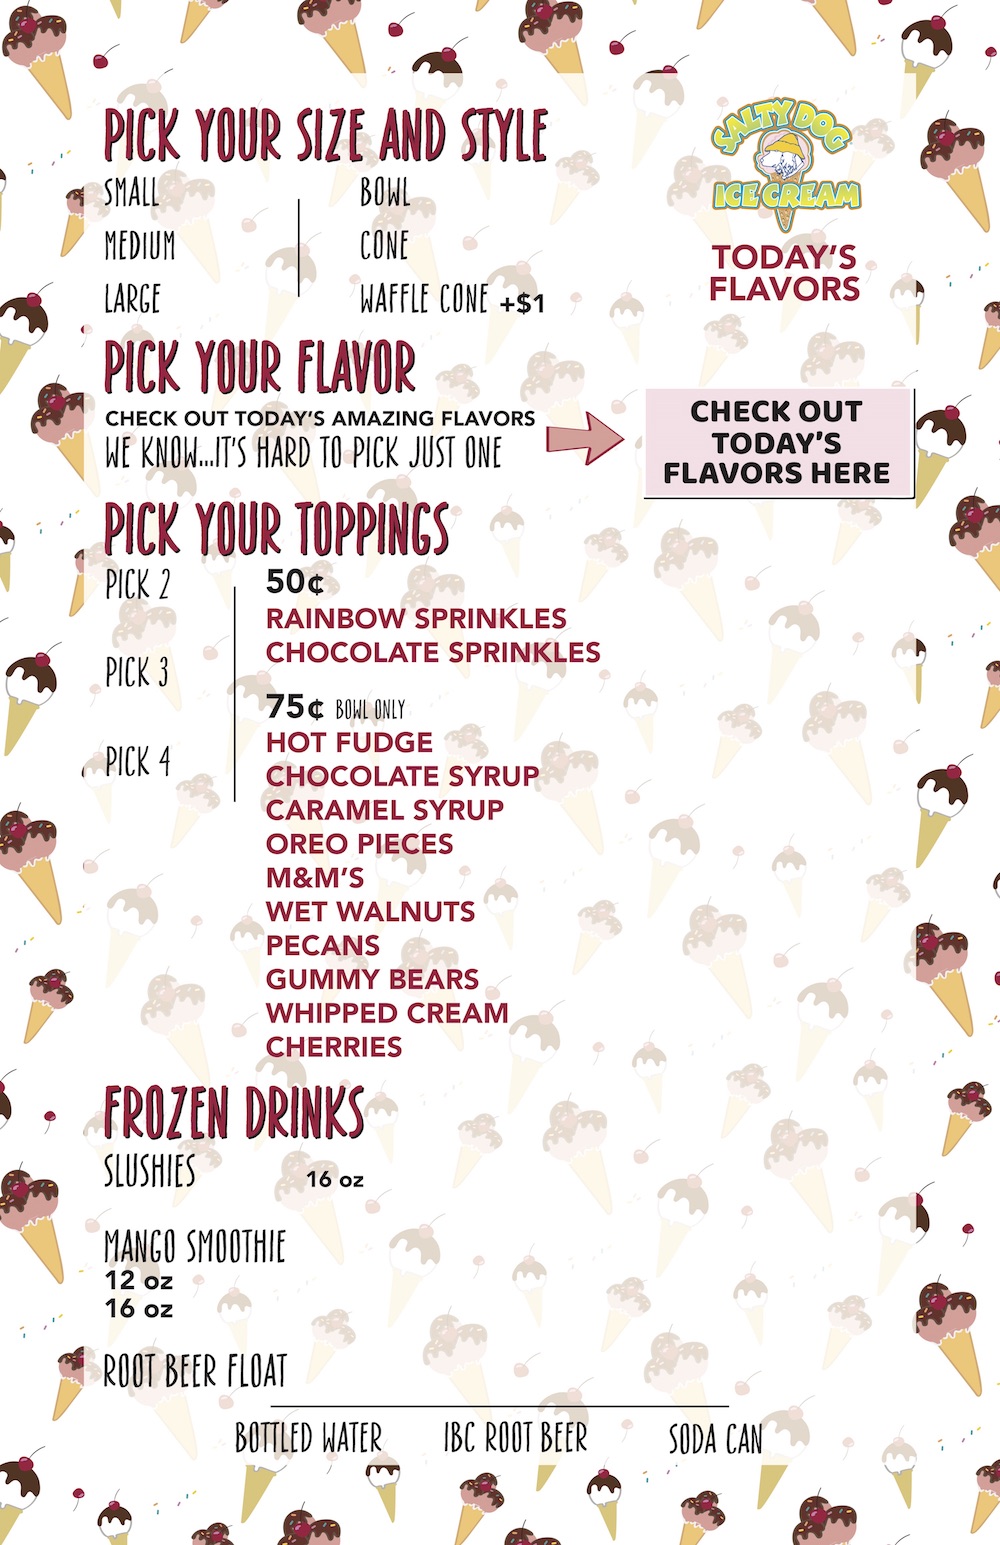 PICK YOUR SIZE AND STYLE
SMALL
MEDIUM
LARGE
BOWL
CONE
WAFFLE CONE +$1
PICK YOUR FLAVOR
CHECK OUT TODAY'S AMAZING FLAVORS
WE KNOW...IT'S HARD TO PICK JUST ONE
SALTY DOG
ICE CREAM
TODAY'S
FLAVORS
CHECK OUT
TODAY'S
FLAVORS HERE
PICK YOUR TOPPINGS
PICK 2
PICK 3
PICK 4
50¢
RAINBOW SPRINKLES
CHOCOLATE SPRINKLES
75¢ BOWL ONLY
HOT FUDGE
CHOCOLATE SYRUP
CARAMEL SYRUP
OREO PIECES
M&M'S
WET WALNUTS
PECANS
GUMMY BEARS
WHIPPED CREAM
CHERRIES
FROZEN DRINKS
SLUSHIES 16 oz
MANGO SMOOTHIE
12 oz
16 oz
ROOT BEER FLOAT
BOTTLED WATER IBC ROOT BEER SODA CAN